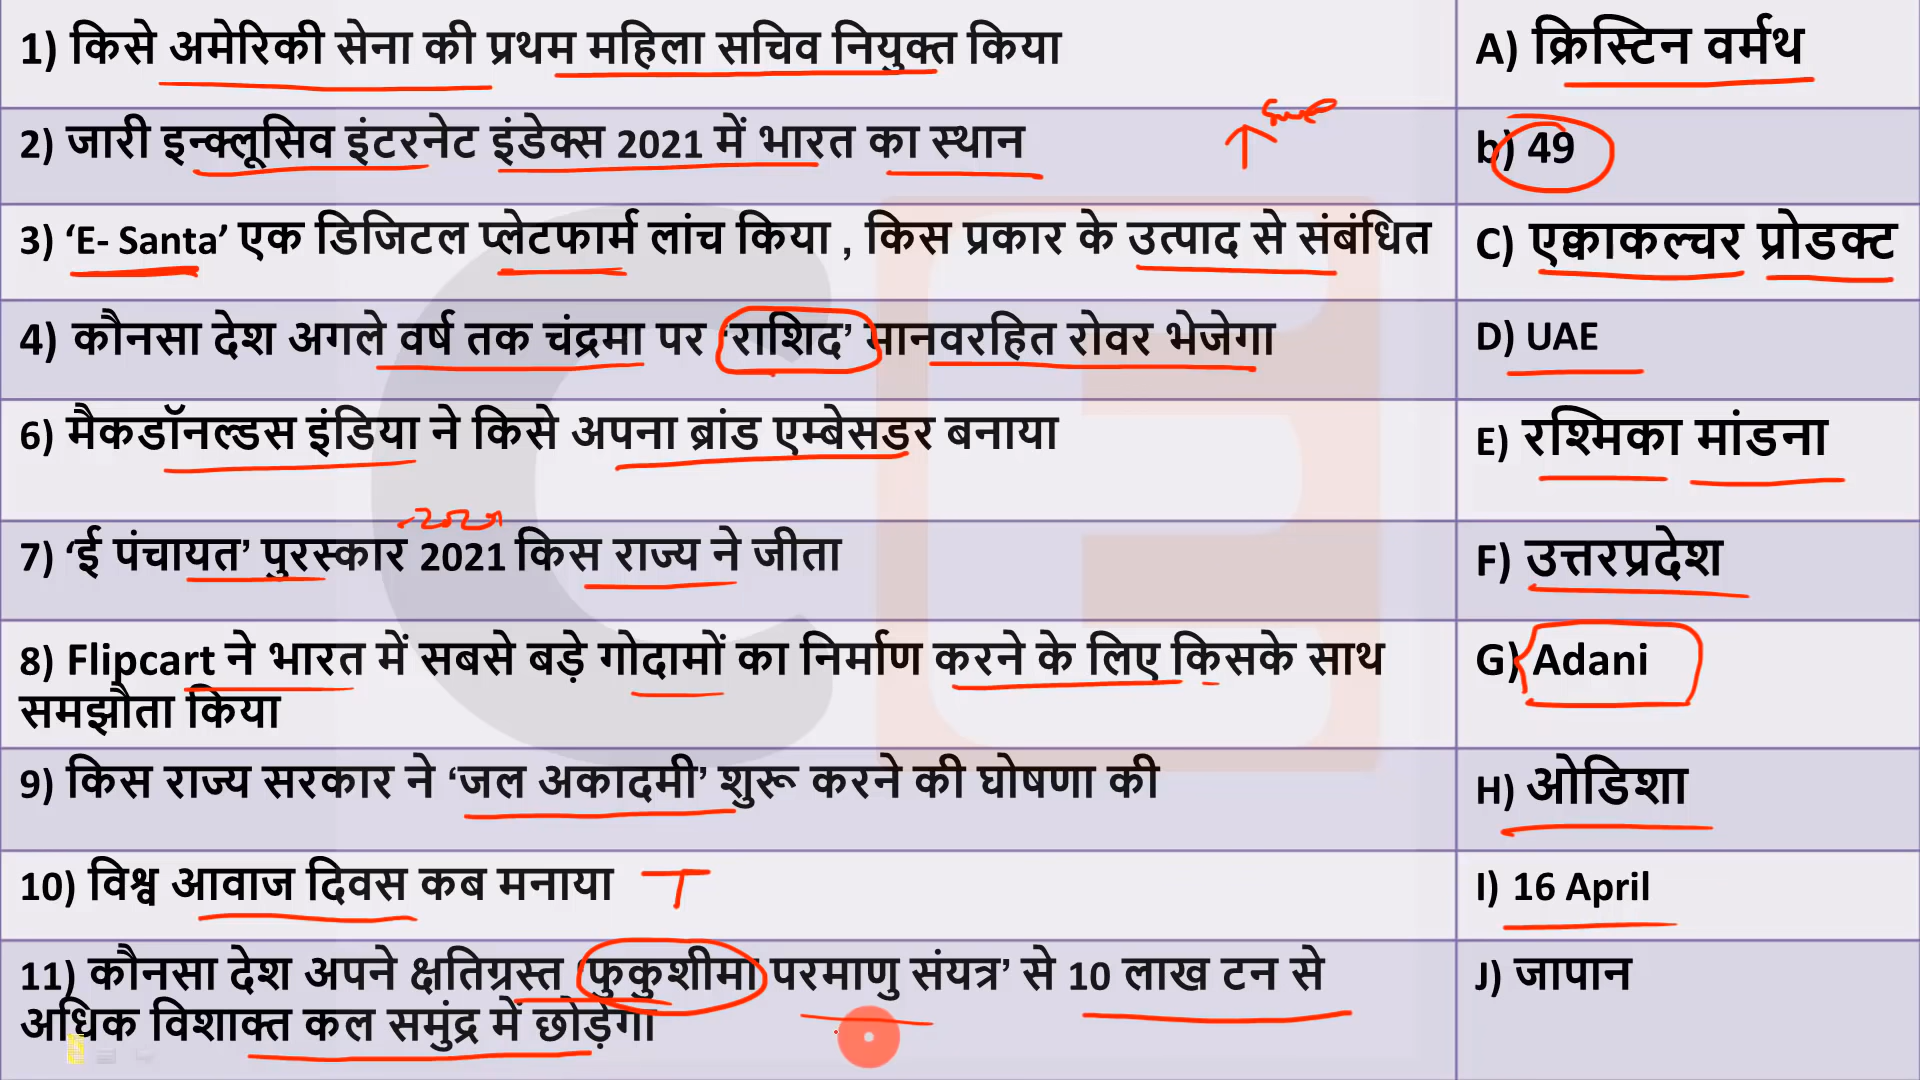 1) किसे अमेरिकी सेना की प्रथम महिला सचिव नियुक्त किया
A) क्रिस्टिन वर्मथ
2) जारी इन्क्लूसिव इंटरनेट इंडेक्स 2021 में भारत का स्थान
b) 49
3) ‘E- Santa’ एक डिजिटल प्लेटफार्म लांच किया , किस प्रकार के उत्पाद से संबंधित
C) एक्वाकल्चर प्रोडक्ट
4) कौनसा देश अगले वर्ष तक चंद्रमा पर ‘राशिद’ मानवरहित रोवर भेजेगा
D) UAE
6) मैकडॉनल्डस इंडिया ने किसे अपना ब्रांड एम्बेसडर बनाया
E) रश्मिका मांडना
2021
7) ‘ई पंचायत’ पुरस्कार 2021 किस राज्य ने जीता
F) उत्तरप्रदेश
8) Flipcart ने भारत में सबसे बड़े गोदामों का निर्माण करने के लिए किसके साथ
समझौता किया
G) Adani
9) किस राज्य सरकार ने ‘जल अकादमी’ शुरू करने की घोषणा की
H) ओडिशा
10) विश्व आवाज दिवस कब मनाया
I) 16 April
11) कौनसा देश अपने क्षतिग्रस्त ‘फुकुशीमा परमाणु संयत्र’ से 10 लाख टन से
अधिक विशाक्त कल समुंद्र में छोड़ेगा
J) जापान